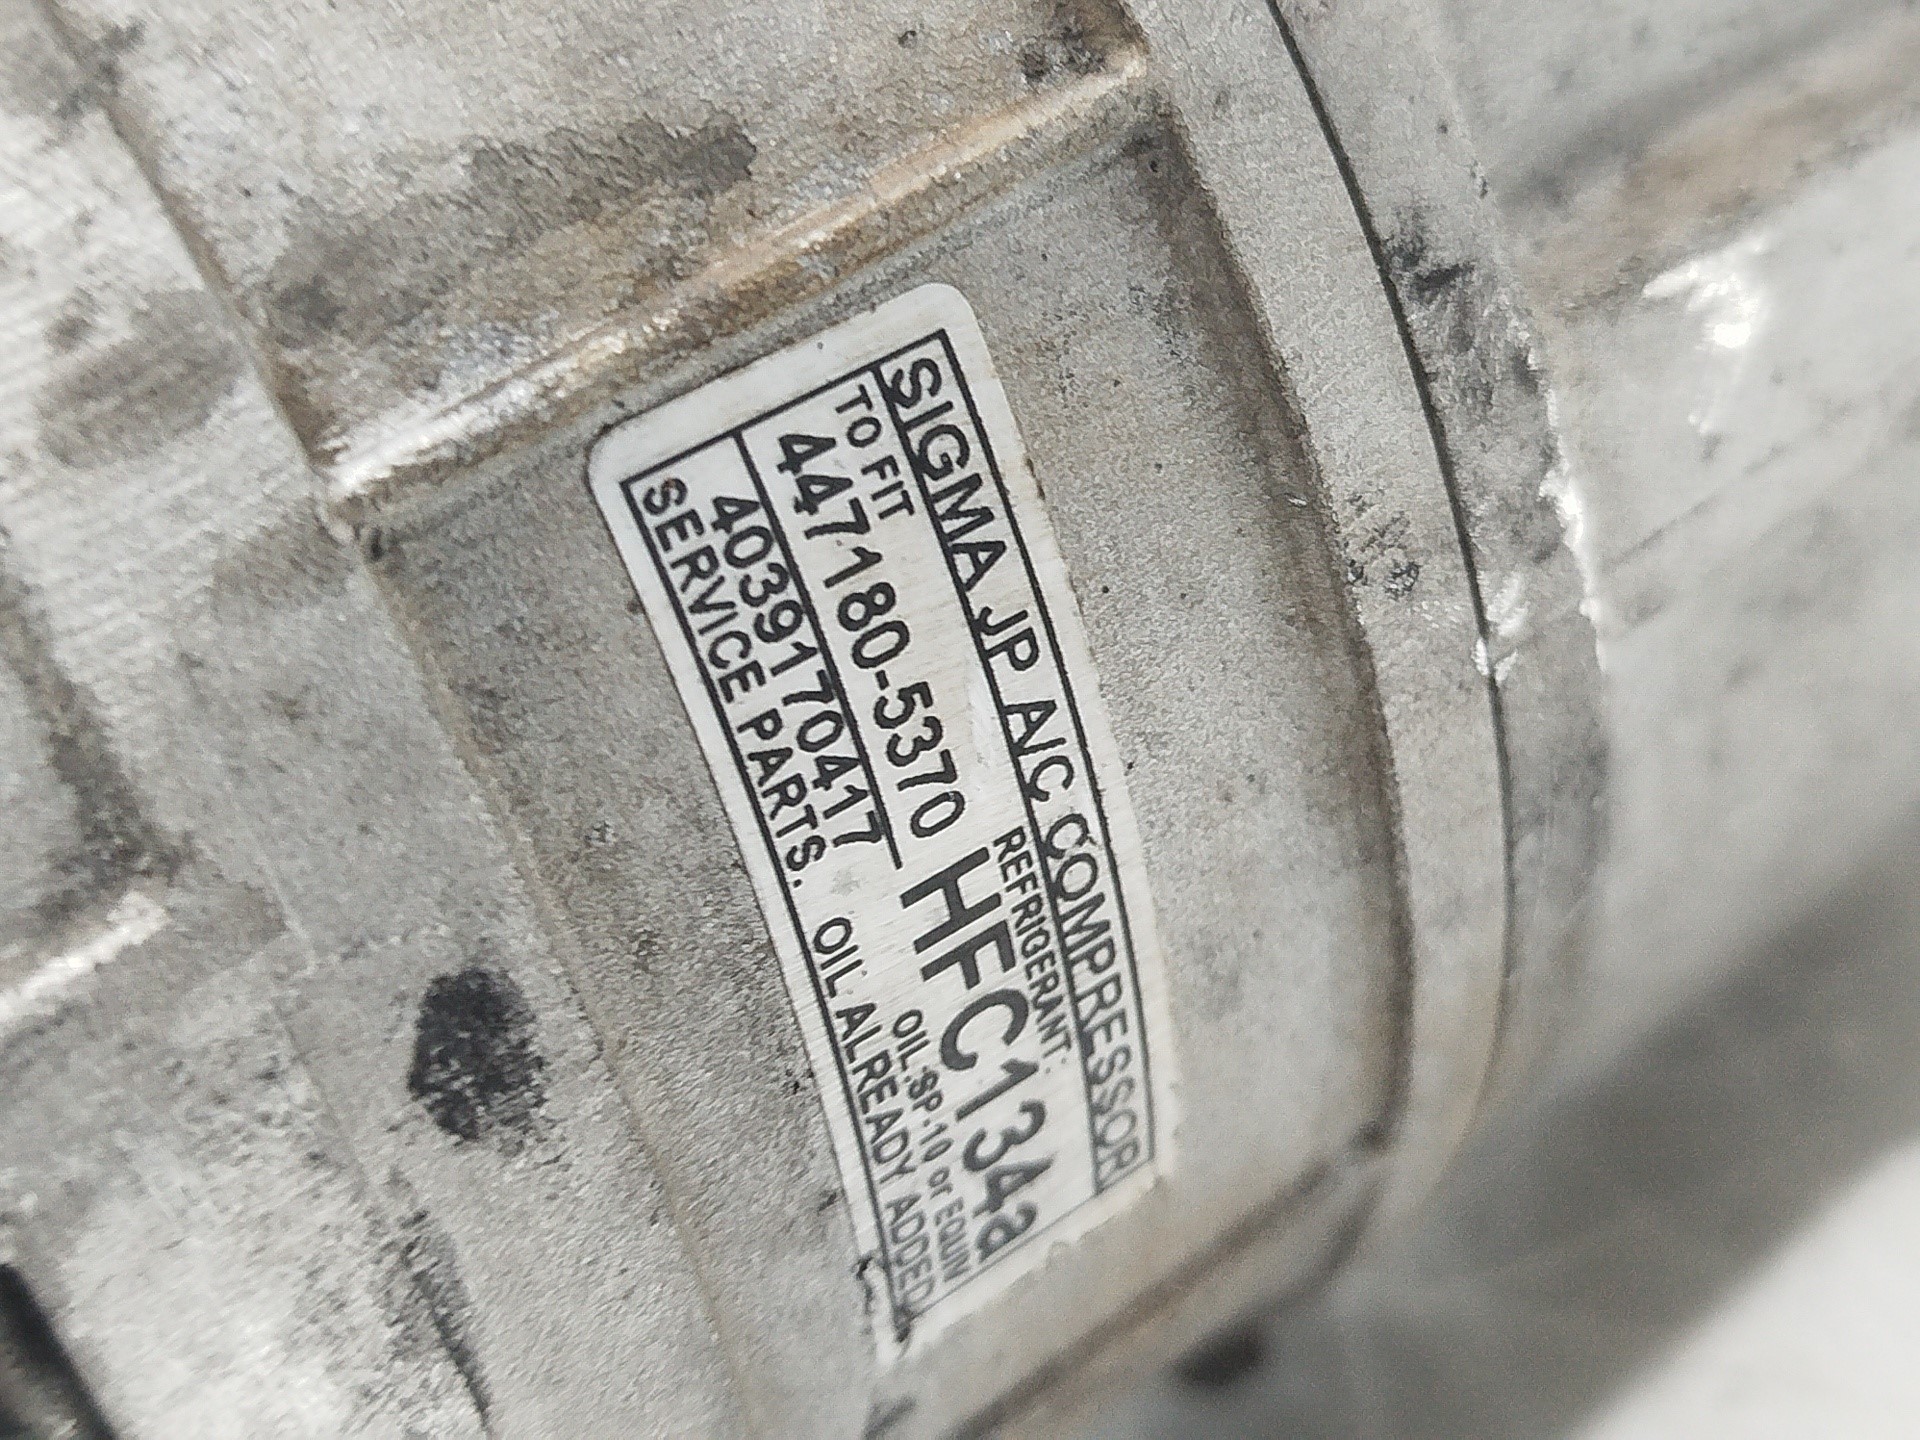 SIGMA JP A/C COMPRESSOR
TO FIT
447180-5370
REFRIGERANT:
HFC134a
4039170417
OIL:SP-10 or EQUIV
SERVICE PARTS. OIL ALREADY ADDED